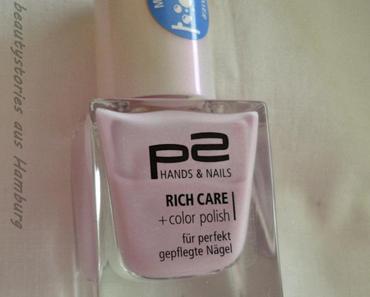 beautystories aus Hamburg
p2
HANDS & NAILS
RICH CARE
+ color polish
für perfekt
gepflegte Nägel